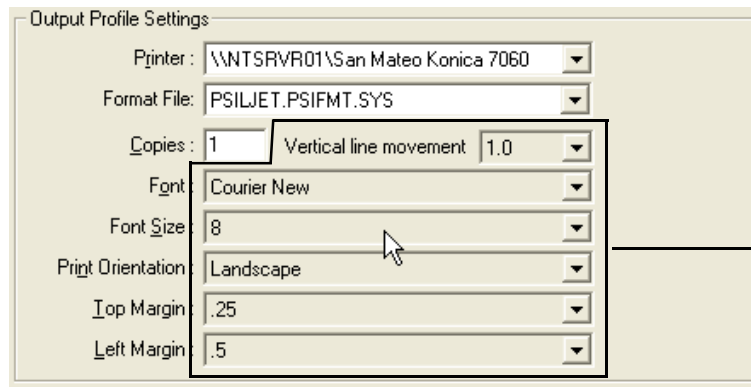 Output Profile Settings
Printer : \\NTSRVR01\San Mateo Konica 7060
Format File: PSILJET.PSIFMT.SYS
Copies : 1 Vertical line movement 1.0
Font : Courier New
Font Size : 8
Print Orientation : Landscape
Top Margin : .25
Left Margin : .5